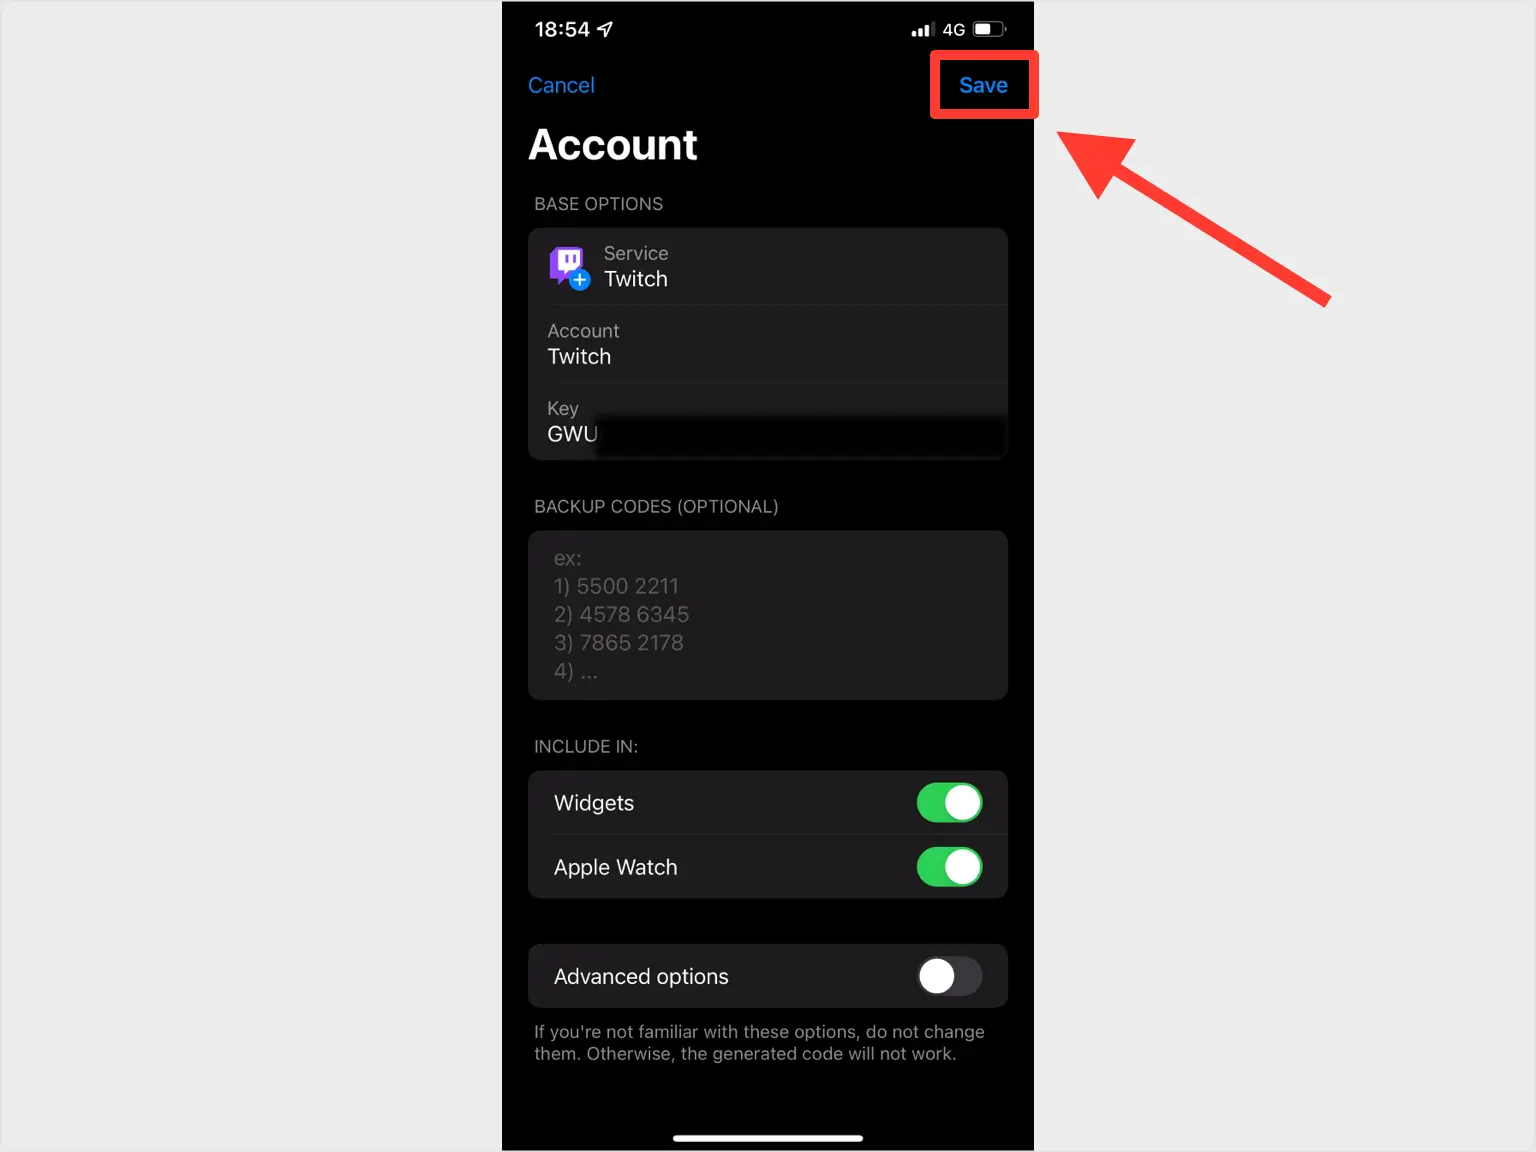 18:54
4G
Cancel
Save
Account
BASE OPTIONS
Service
Twitch
Account
Twitch
Key
GWU
BACKUP CODES (OPTIONAL)
ex:
1) 5500 2211
2) 4578 6345
3) 7865 2178
4) ...
INCLUDE IN:
Widgets
Apple Watch
Advanced options
If you're not familiar with these options, do not change
them. Otherwise, the generated code will not work.